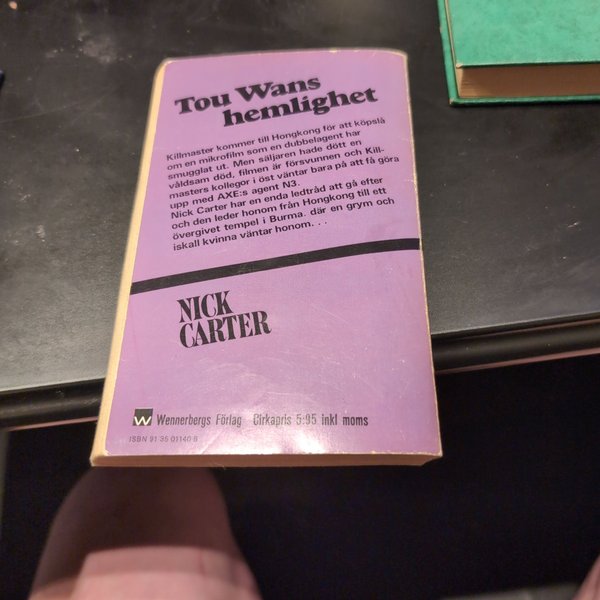 Tou Wans
hemlighet
Killmaster kommer till Hongkong för att köpslå
om en mikrofilm som en dubbelagent har
smugglat ut. Men säljaren hade dött en
våldsam död, filmen är försvunnen och Kill-
masters kollegor i öst väntar bara på att få göra
upp med AXE:s agent N3.
Nick Carter har en enda ledtråd att gå efter
och den leder honom från Hongkong till ett
övergivet tempel i Burma. där en grym och
iskall kvinna väntar honom. . .
NICK
CARTER
W Wennerbergs Förlag Cirkapris 5:95 inkl moms
ISBN 91 35 01140 8